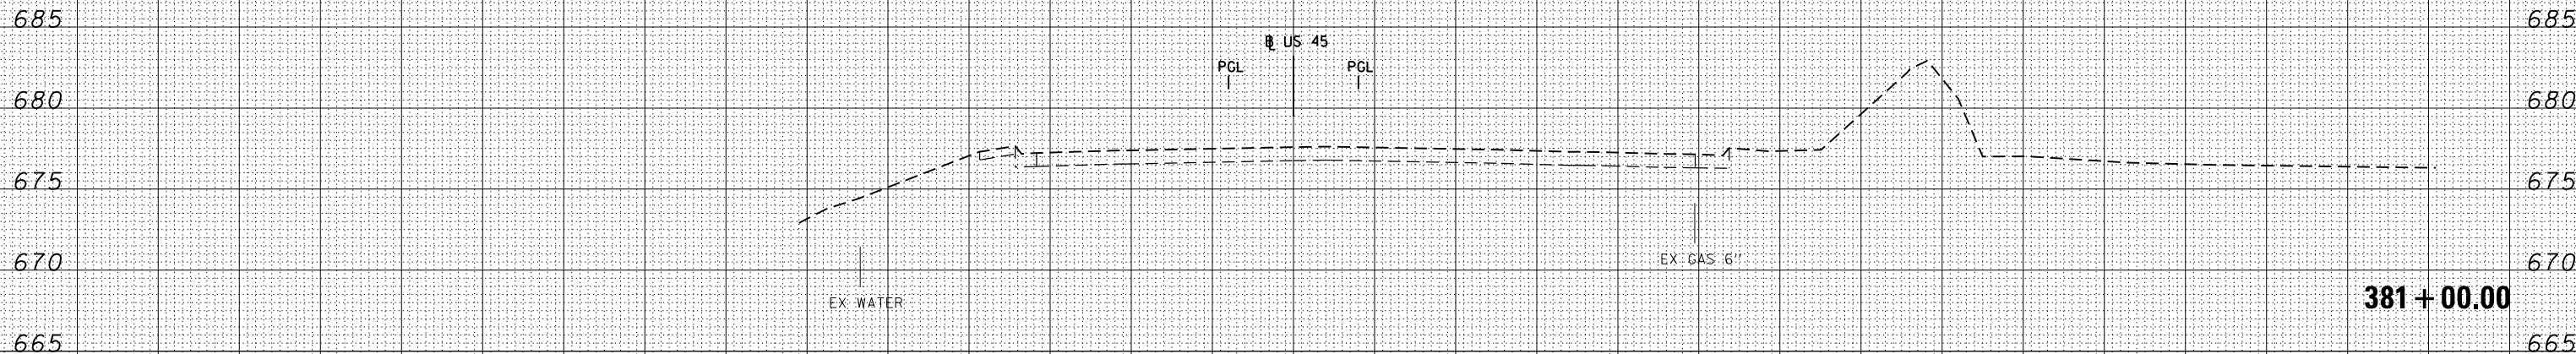 685 685
℄ US 45
PGL PGL
680 680
675 675
EX GAS 6"
670 670
EX WATER
381 + 00.00
665 665